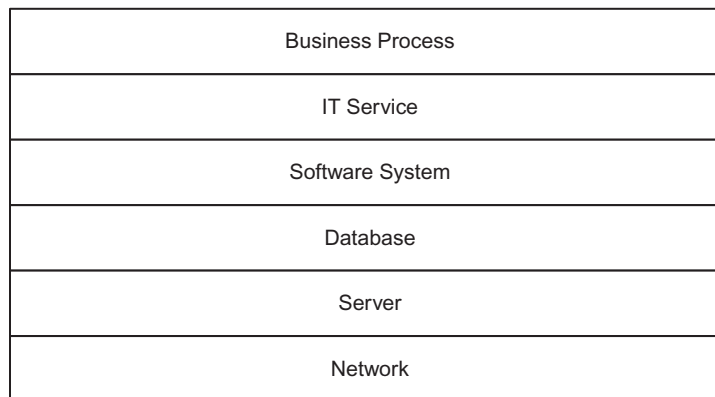 Business Process
IT Service
Software System
Database
Server
Network